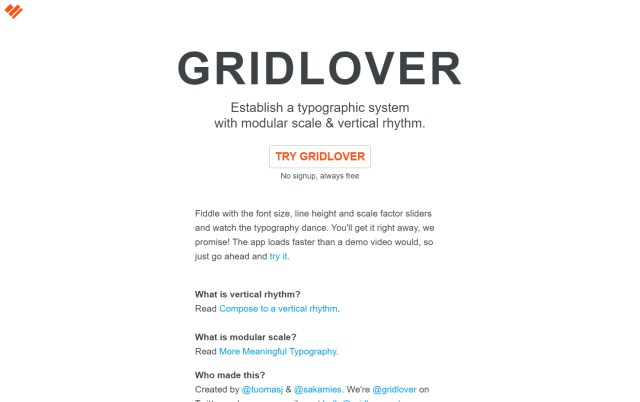 GRIDLOVER
Establish a typographic system
with modular scale & vertical rhythm.
TRY GRIDLOVER
No signup, always free
Fiddle with the font size, line height and scale factor sliders
and watch the typography dance. You'll get it right away, we
promise! The app loads faster than a demo video would, so
just go ahead and try it.
What is vertical rhythm?
Read Compose to a vertical rhythm.
What is modular scale?
Read More Meaningful Typography.
Who made this?
Created by @tuomasj & @sakamies. We're @gridlover on